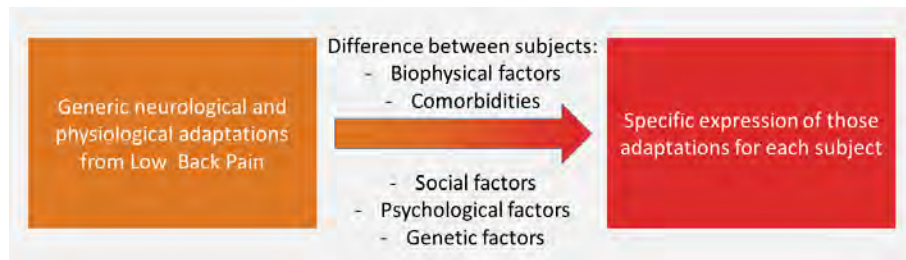 Generic neurological and
physiological adaptations
from Low Back Pain
Difference between subjects:
- Biophysical factors
- Comorbidities
- Social factors
- Psychological factors
- Genetic factors
Specific expression of those
adaptations for each subject